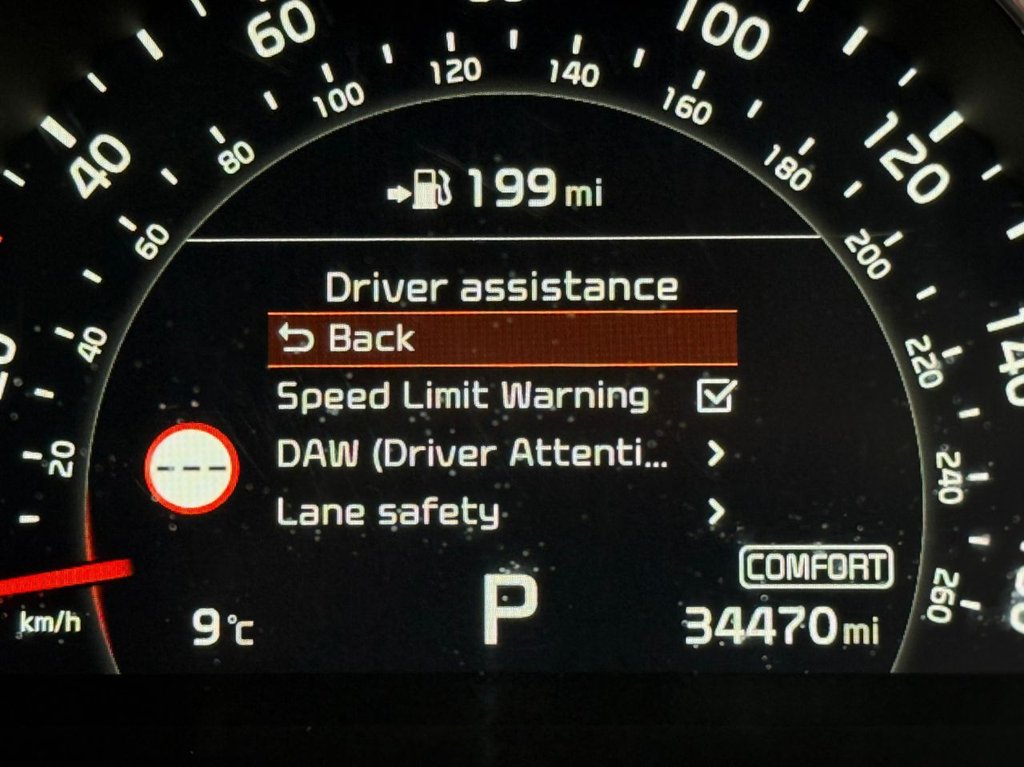 60
100
100
120
140
160
40
120
80
180
60
200
199 mi
Driver assistance
Back
40
220
140
Speed Limit Warning
DAW (Driver Attenti...
20
240
---
Lane safety
COMFORT
260
km/h
9°C
P
34470 mi